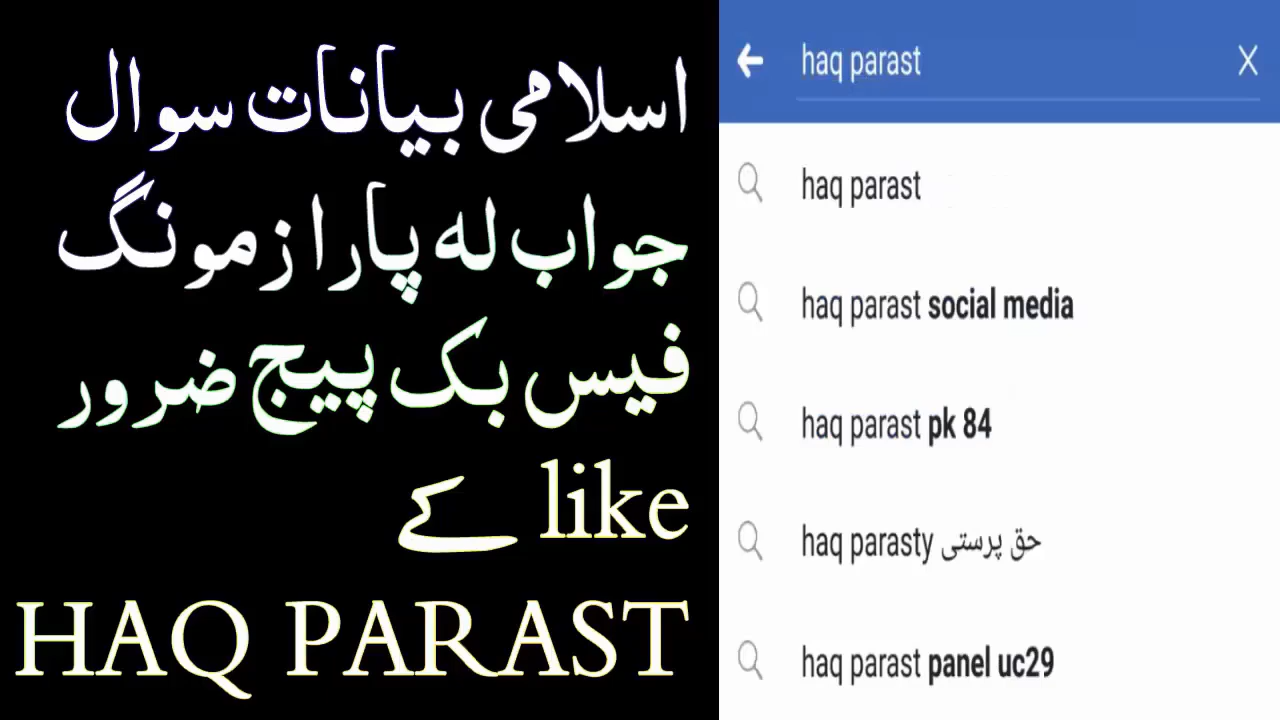 اسلامی بیانات سوال
جواب لہ پارا زمونگ
فیس بک پیج ضرور
like کے
HAQ PARAST
haq parast
haq parast
haq parast social media
haq parast pk 84
haq parasty حق پرستی
haq parast panel uc29